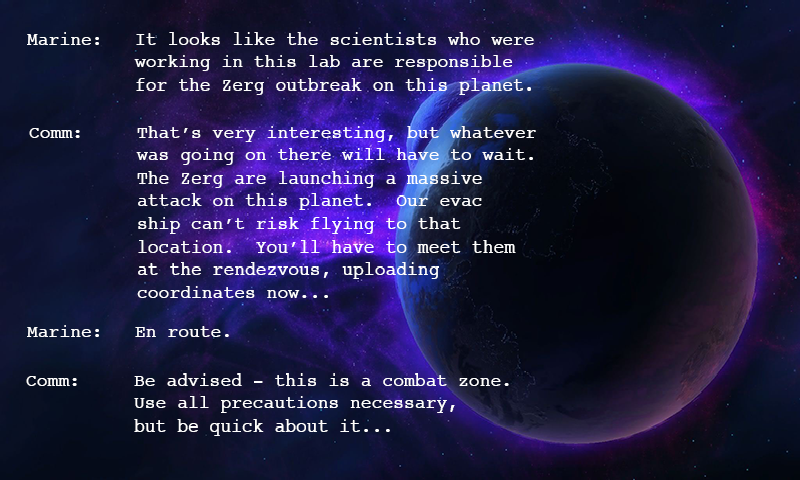 Marine: It looks like the scientists who were
working in this lab are responsible
for the Zerg outbreak on this planet.
Comm: That's very interesting, but whatever
was going on there will have to wait.
The Zerg are launching a massive
attack on this planet. Our evac
ship can't risk flying to that
location. You'll have to meet them
at the rendezvous, uploading
coordinates now...
Marine: En route.
Comm: Be advised - this is a combat zone.
Use all precautions necessary,
but be quick about it...